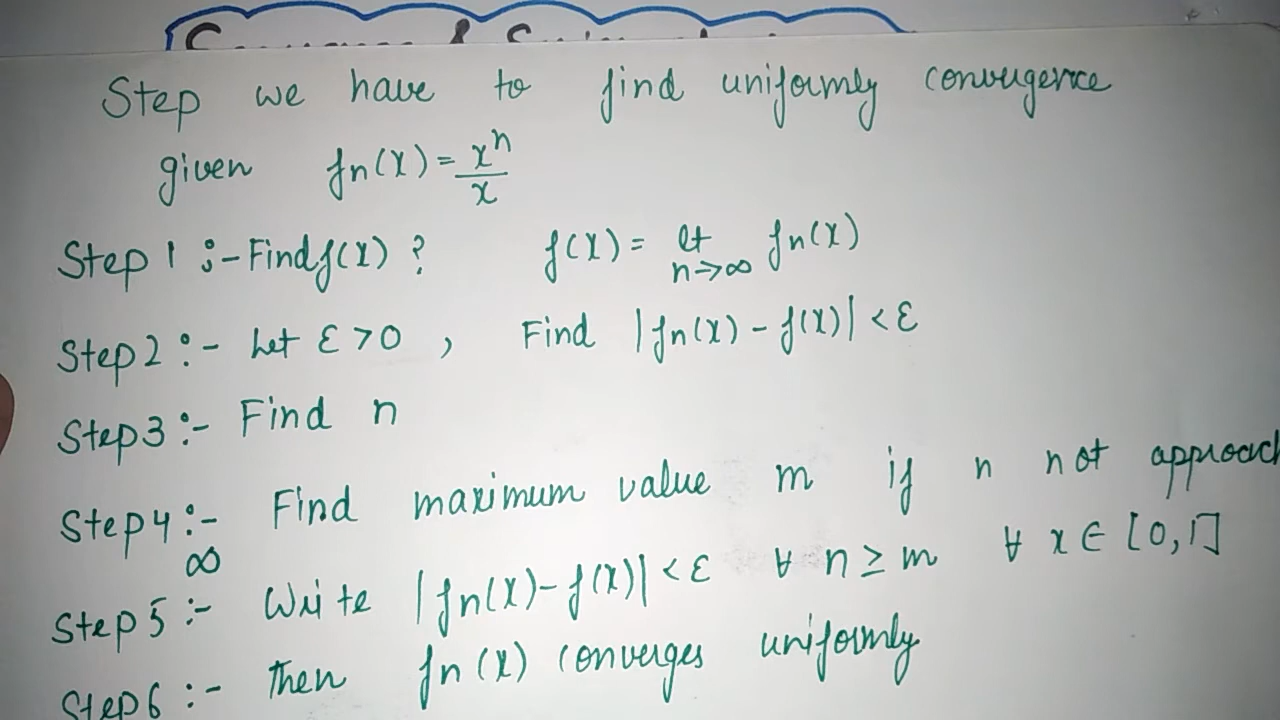 Step we have to find uniformly convergence
given fn(x) = x^n / x
Step 1 :- Find f(x) ? f(x) = lt n→∞ fn(x)
Step 2 :- Let ε > 0 , Find |fn(x) - f(x)| < ε
Step 3 :- Find n
Step 4 :- Find maximum value m if n not approach
∞
Step 5 :- Write |fn(x) - f(x)| < ε ∀ n ≥ m ∀ x ∈ [0,1]
Step 6 :- Then fn(x) converges uniformly